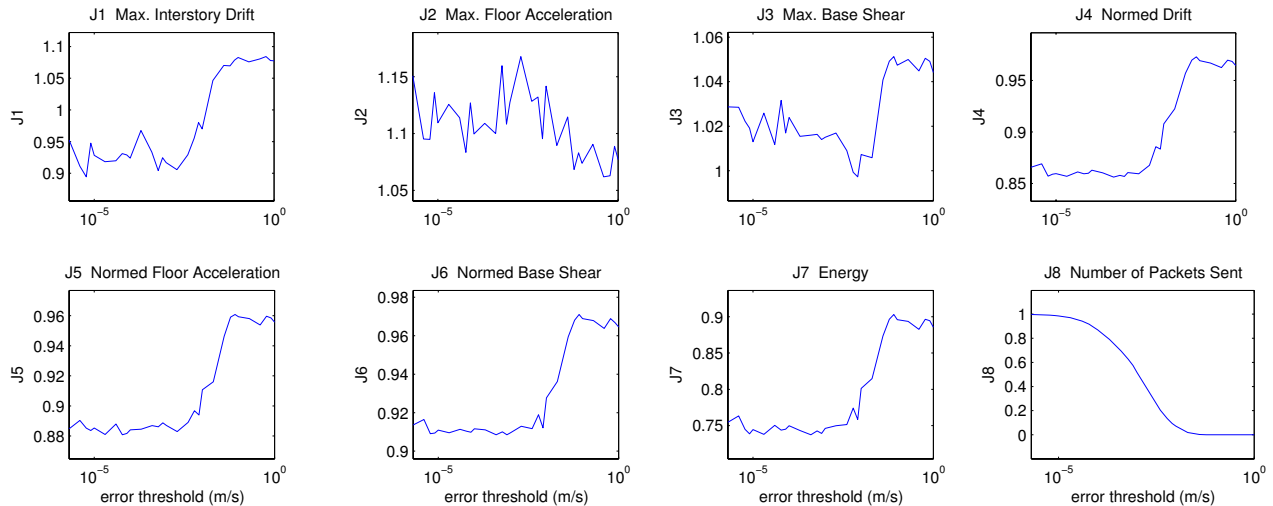 J1  Max. Interstory Drift
1.1
1.05
1
0.95
0.9
J1
10^-5
10^0
J2  Max. Floor Acceleration
1.15
1.1
1.05
J2
10^-5
10^0
J3  Max. Base Shear
1.06
1.04
1.02
1
J3
10^-5
10^0
J4  Normed Drift
0.95
0.9
0.85
J4
10^-5
10^0
J5  Normed Floor Acceleration
0.96
0.94
0.92
0.9
0.88
J5
10^-5
10^0
error threshold (m/s)
J6  Normed Base Shear
0.98
0.96
0.94
0.92
0.9
J6
10^-5
10^0
error threshold (m/s)
J7  Energy
0.9
0.85
0.8
0.75
J7
10^-5
10^0
error threshold (m/s)
J8  Number of Packets Sent
1
0.8
0.6
0.4
0.2
0
J8
10^-5
10^0
error threshold (m/s)